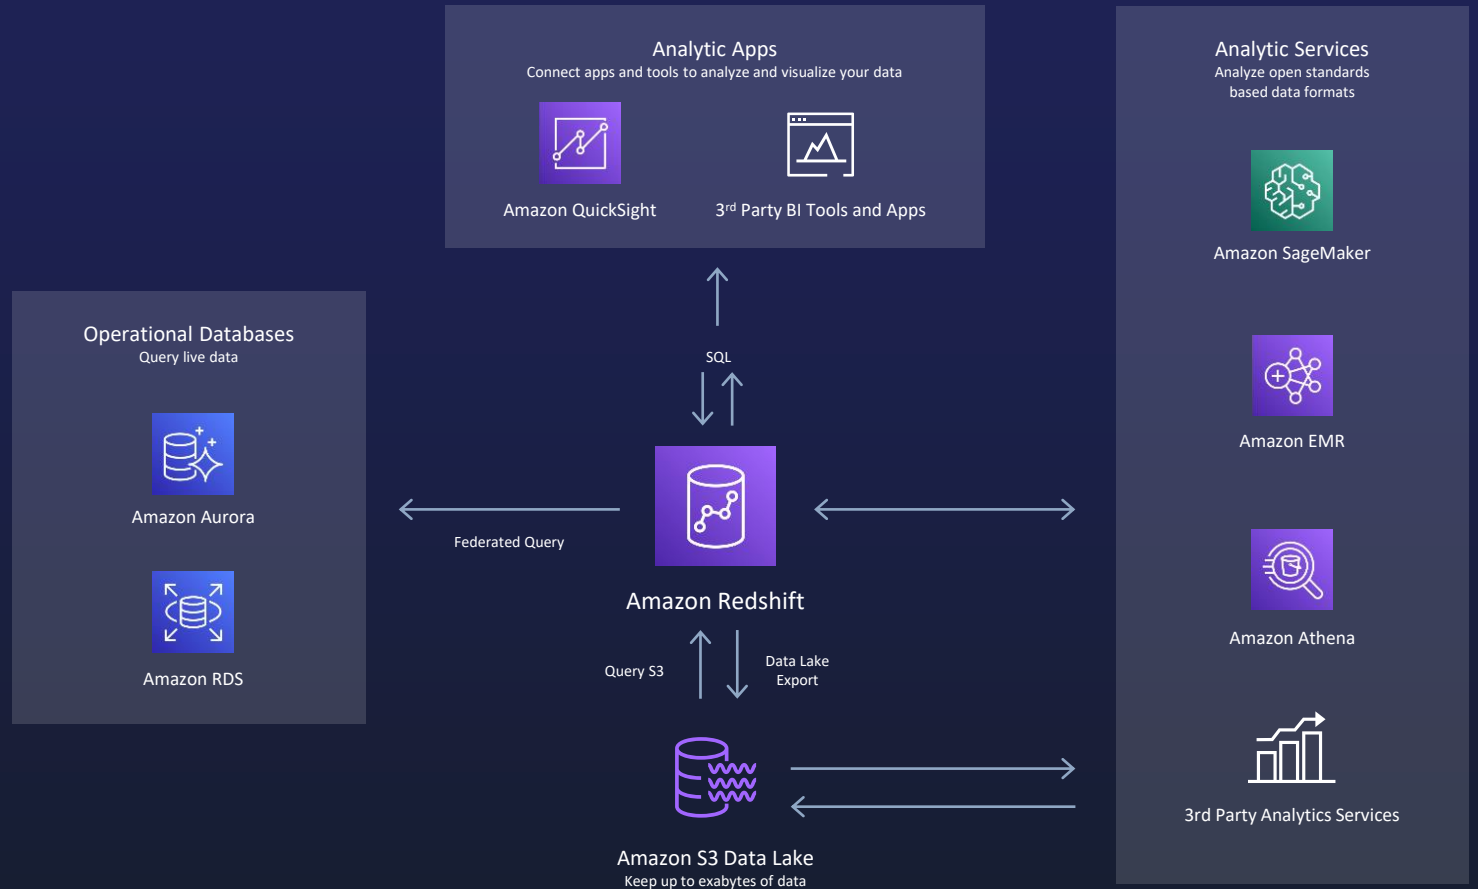 Analytic Apps
Connect apps and tools to analyze and visualize your data
Amazon QuickSight
3rd Party BI Tools and Apps
Analytic Services
Analyze open standards
based data formats
Amazon SageMaker
Amazon EMR
Amazon Athena
3rd Party Analytics Services
Operational Databases
Query live data
Amazon Aurora
Amazon RDS
SQL
Federated Query
Amazon Redshift
Query S3
Data Lake
Export
Amazon S3 Data Lake
Keep up to exabytes of data